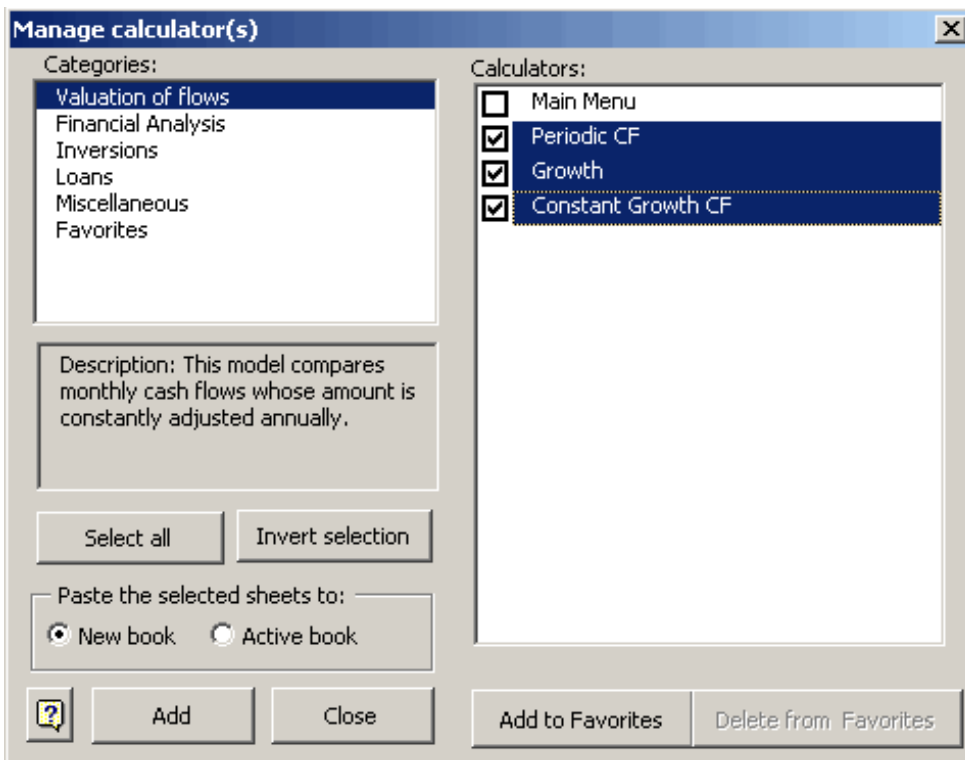 Manage calculator(s)
Categories:
Valuation of flows
Financial Analysis
Inversions
Loans
Miscellaneous
Favorites
Description: This model compares
monthly cash flows whose amount is
constantly adjusted annually.
Select all
Invert selection
Paste the selected sheets to:
New book
Active book
?
Add
Close
Calculators:
Main Menu
Periodic CF
Growth
Constant Growth CF
Add to Favorites
Delete from Favorites